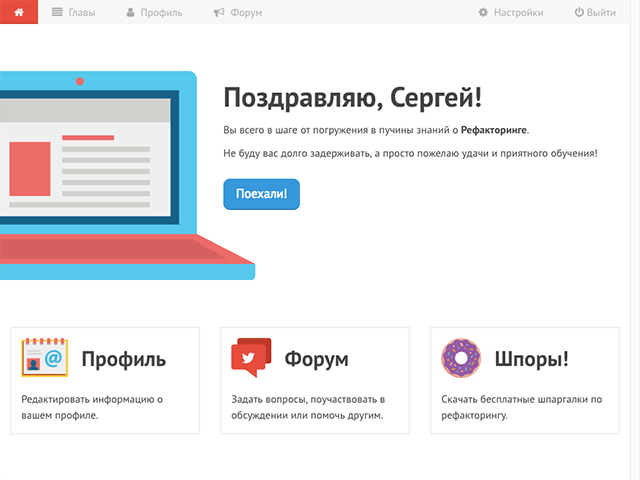 Главы Профиль Форум Настройки Выйти
Поздравляю, Сергей!
Вы всего в шаге от погружения в пучины знаний о Рефакторинге.
Не буду вас долго задерживать, а просто пожелаю удачи и приятного обучения!
Поехали!
@
Профиль
Редактировать информацию о
вашем профиле.
Форум
Задать вопросы, поучаствовать в
обсуждении или помочь другим.
Шпоры!
Скачать бесплатные шпаргалки по
рефакторингу.